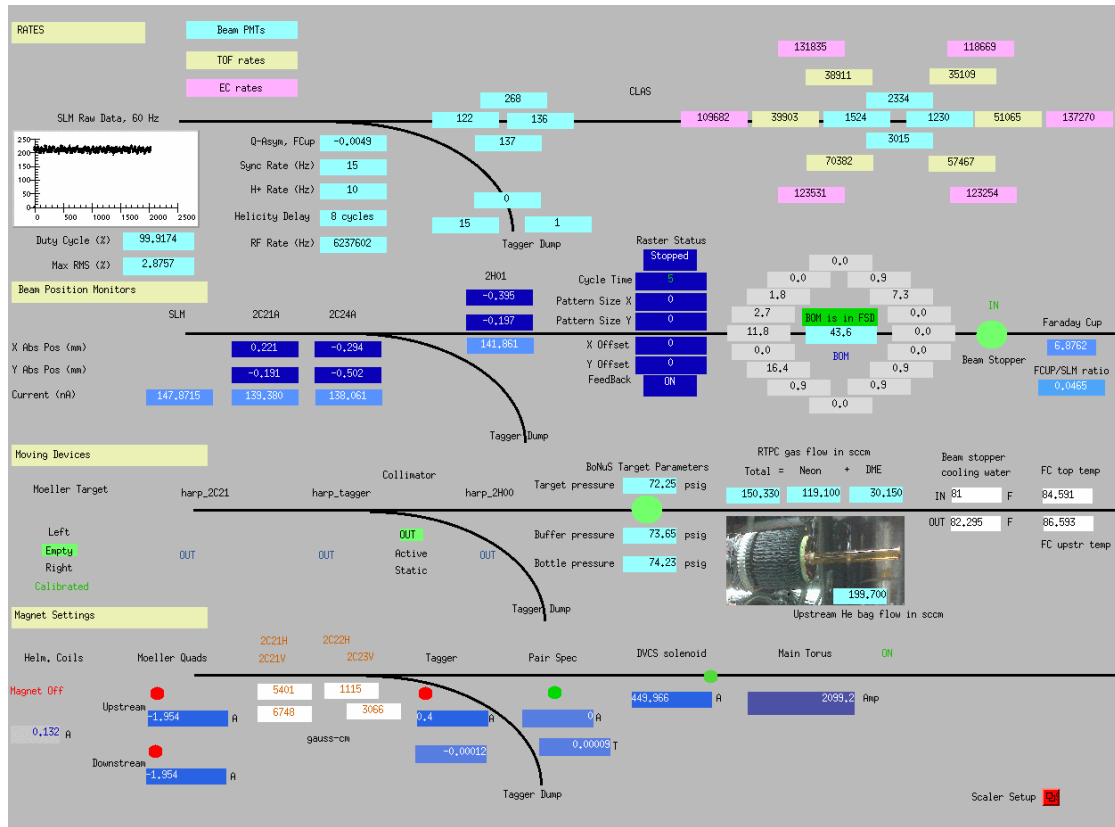 RATES
Beam PMTs
TOF rates
EC rates
131835 118669
38911 35109
CLAS
268
2334
SLM Raw Data, 60 Hz
122 136
109682 39903 1524 1230 51065 137270
137
3015
250
200
150
100
50
0
0 500 1000 1500 2000 2500
Q-Asym, FCup -0.0049
Sync Rate (Hz) 15
H+ Rate (Hz) 10
Helicity Delay 8 cycles
RF Rate (Hz) 6237602
70382 57467
123531 123254
0
15 1
Tagger Dump
Duty Cycle (%) 99.9174
Max RMS (%) 2.8757
Beam Position Monitors
SLM 2C21A 2C24A
2H01
-0.395
-0.197
141.861
X Abs Pos (mm) 0.221 -0.294
Y Abs Pos (mm) -0.191 -0.502
Current (nA) 147.8715 139.380 138.061
Tagger Dump
Raster Status
Stopped
Cycle Time 5
Pattern Size X 0
Pattern Size Y 0
X Offset 0
Y Offset 0
FeedBack ON
0.0
0.0 0.9
1.8 7.3
2.7 BOM is in FSD 0.0
11.8 43.6 0.0
0.0 BOM 0.0
16.4 0.9
0.9 0.9
0.0
IN
Beam Stopper
Faraday Cup
6.8762
FCUP/SLM ratio
0.0465
Moving Devices
Moeller Target
Left
Empty
Right
Calibrated
harp_2C21
OUT
harp_tagger
OUT
Collimator
OUT
Active
Static
harp_2H00
OUT
Tagger Dump
BoNuS Target Parameters
Target pressure 72.25 psig
Buffer pressure 73.65 psig
Bottle pressure 74.23 psig
RTPC gas flow in sccm
Total = Neon + DME
150.330 119.100 30.150
199.700
Upstream He bag flow in sccm
Beam stopper
cooling water
IN 81 F
OUT 82.295 F
FC top temp
84.591
86.593
FC upstr temp
Magnet Settings
Helm. Coils
Magnet Off
0.132 A
Moeller Quads
Upstream
-1.954 A
Downstream
-1.954 A
2C21H 2C22H
2C21V 2C23V
5401 1115
6748 3066
gauss-cm
Tagger
0.4 A
-0.00012
Tagger Dump
Pair Spec
0 A
0.00009 T
DVCS solenoid
449.966 A
Main Torus ON
2099.2 Amp
Scaler Setup